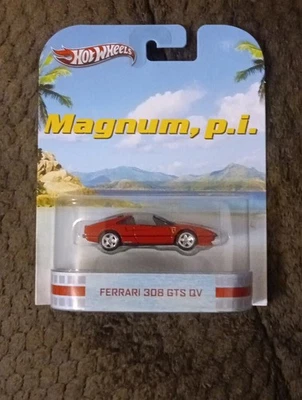 HOT WHEELS
Magnum, p.i.
FERRARI 308 GTS QV